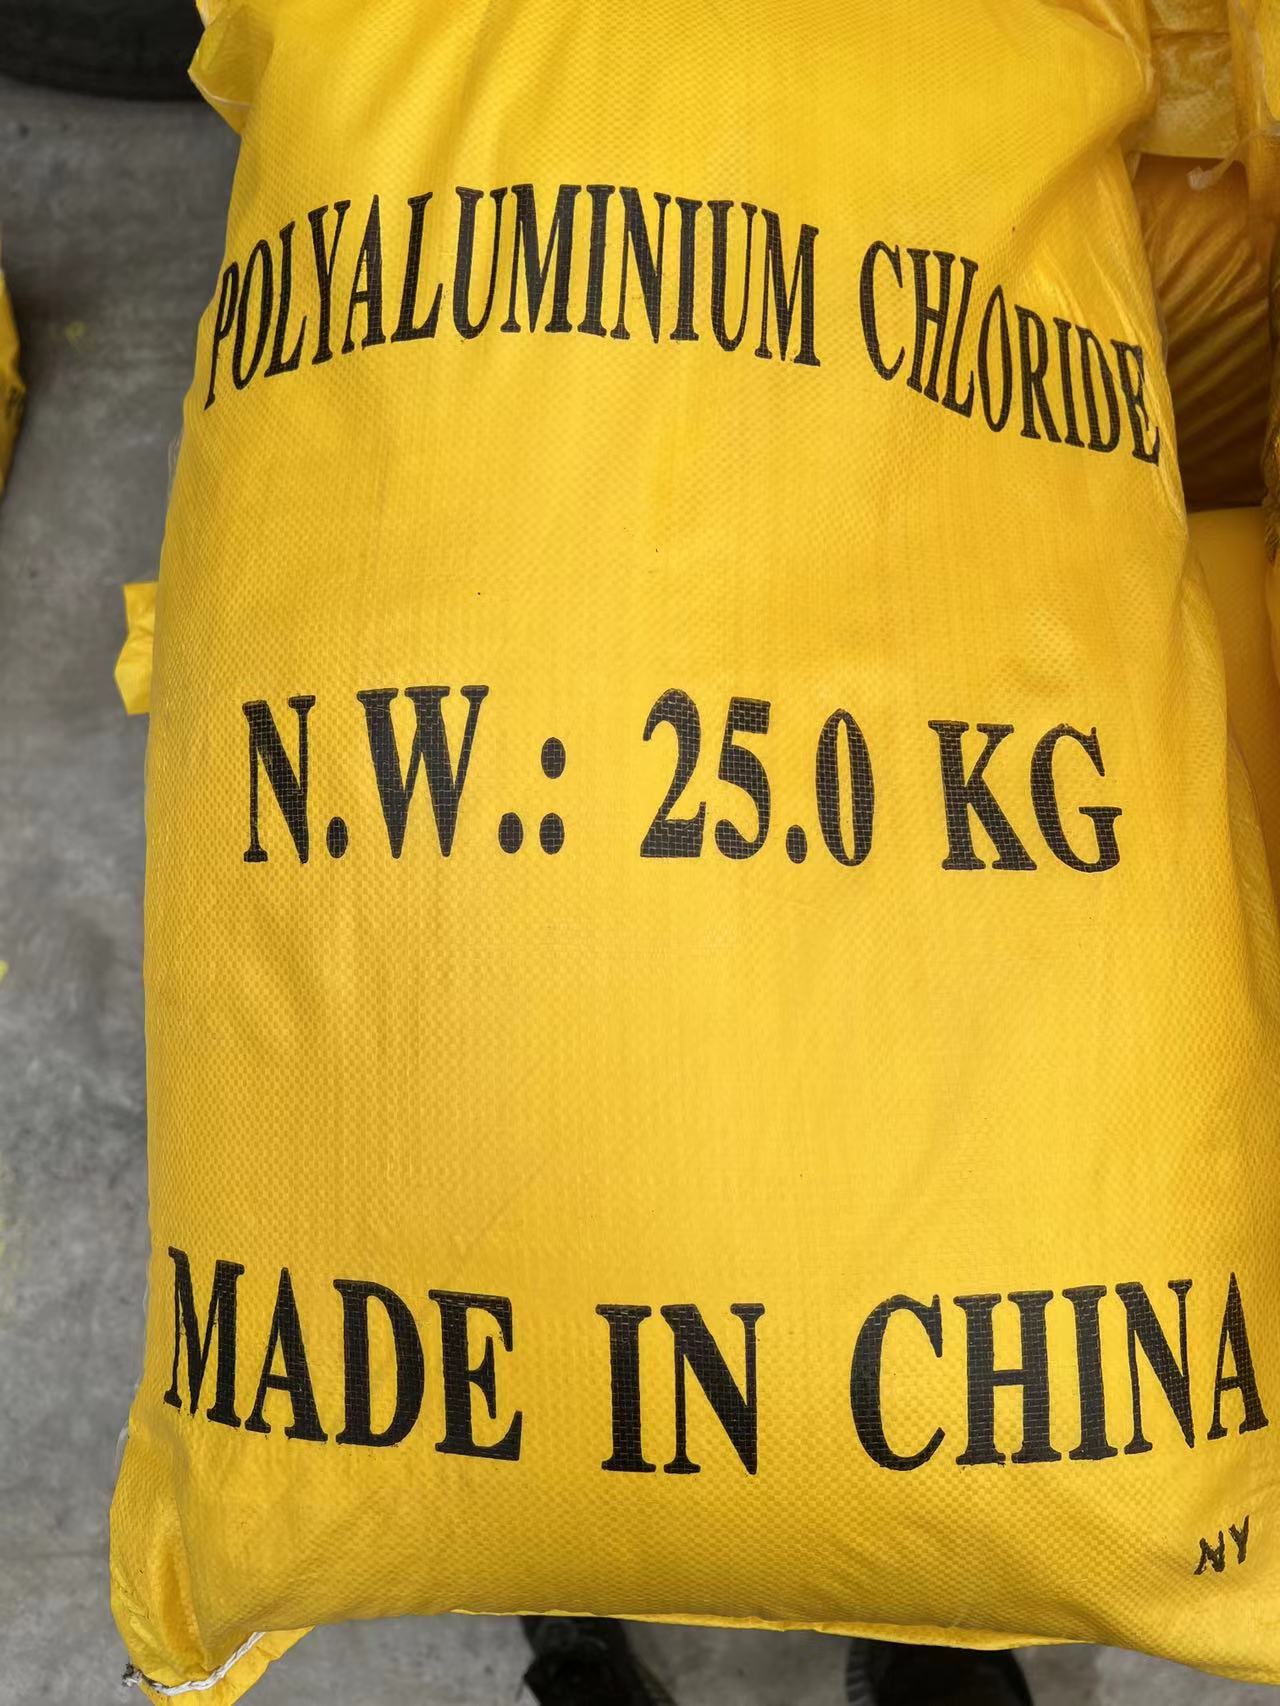 POLYALUMINIUM CHLORIDE
N.W.: 25.0 KG
MADE IN CHINA
NY